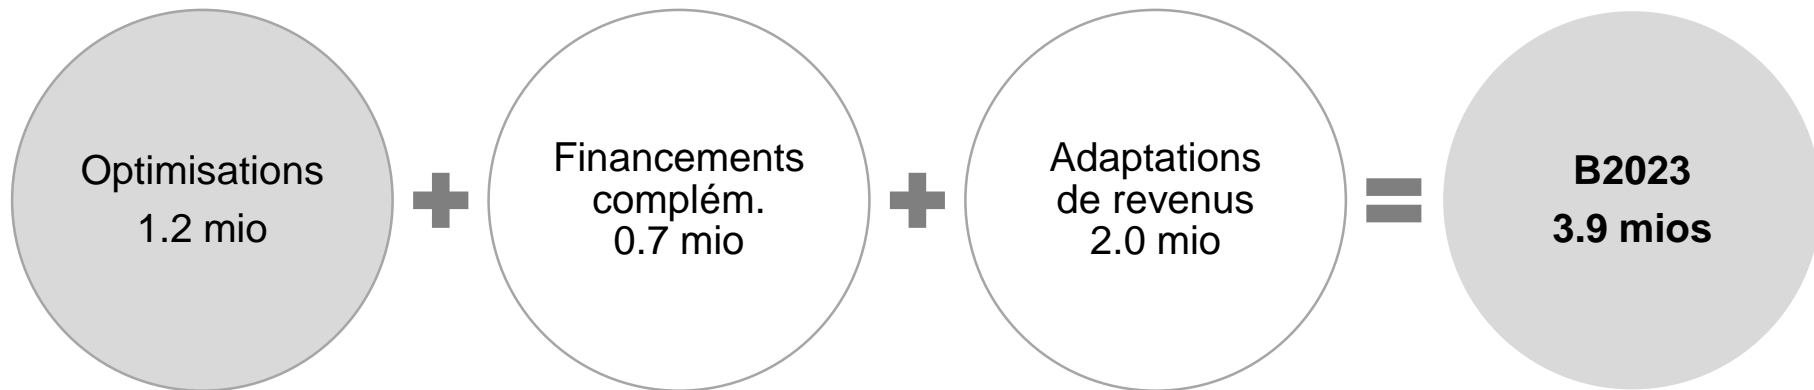 Optimisations
1.2 mio
Financements
complém.
0.7 mio
Adaptations
de revenus
2.0 mio
B2023
3.9 mios